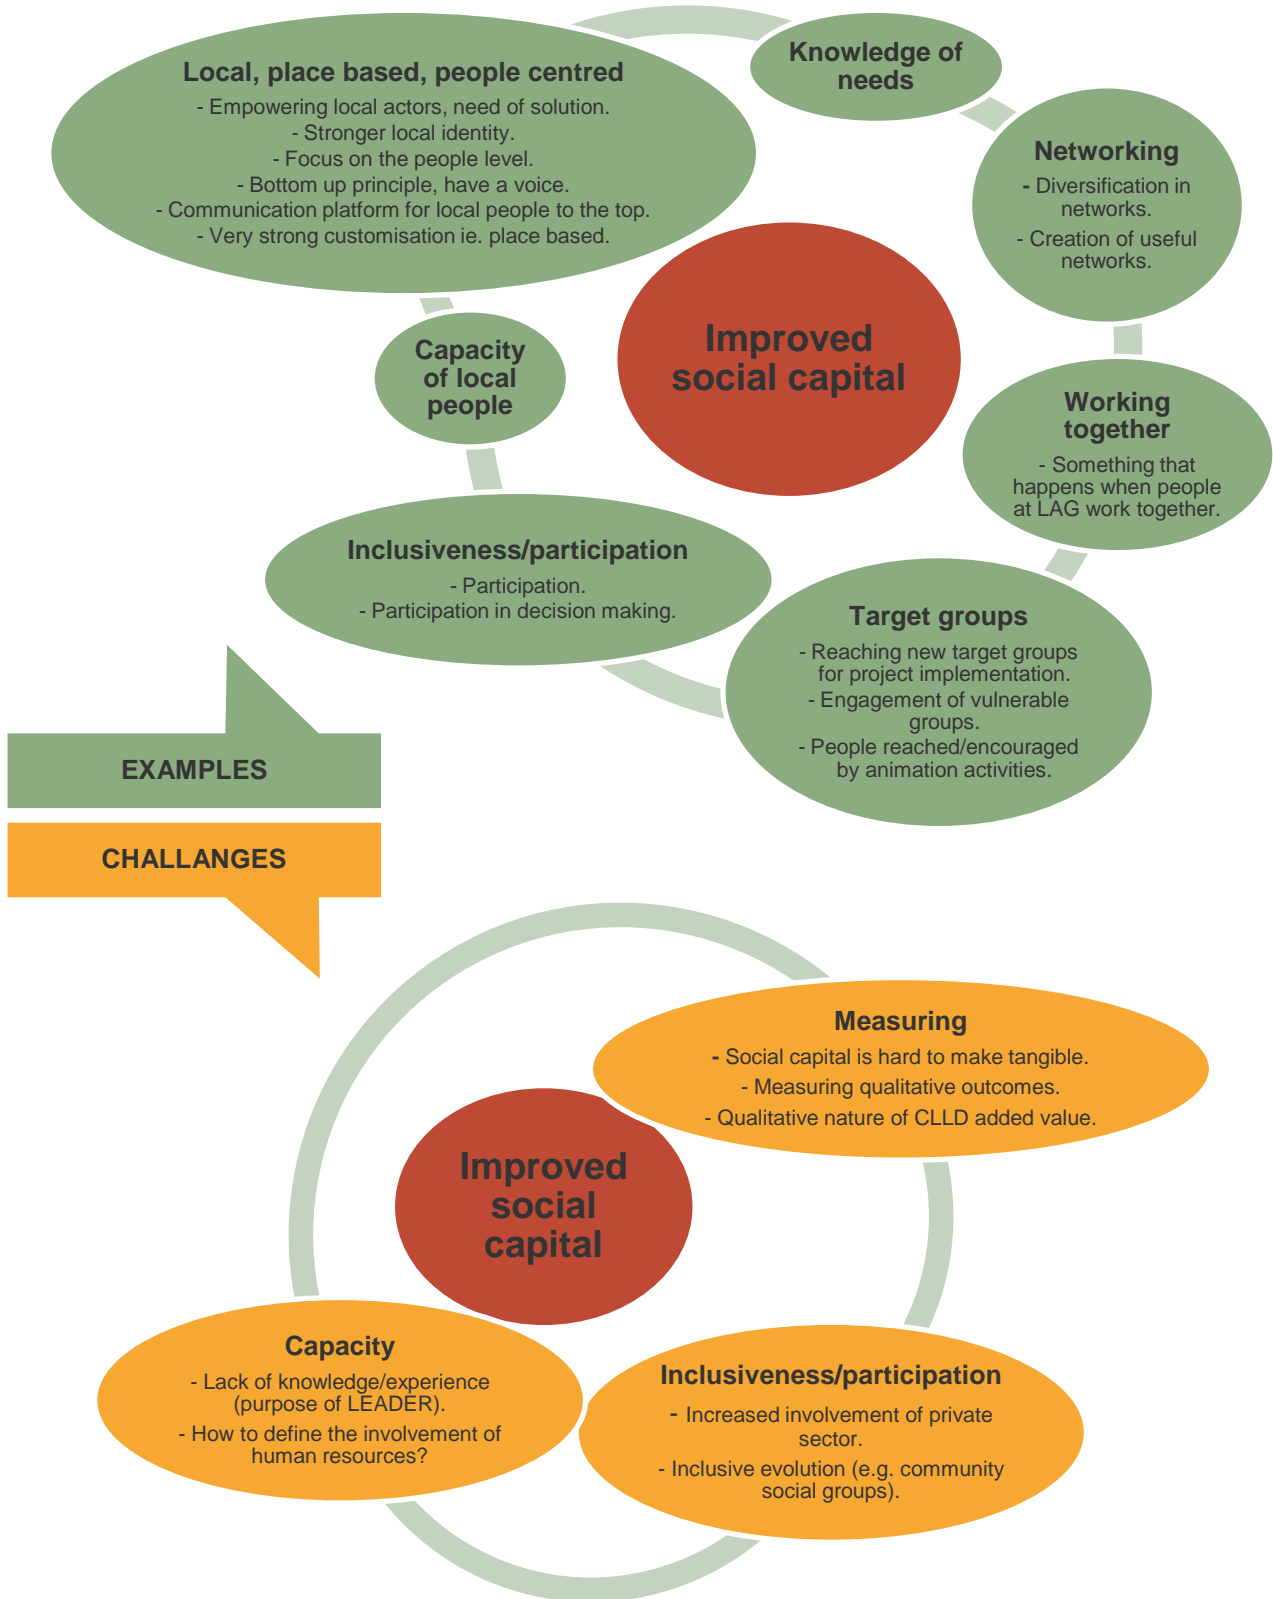 Local, place based, people centred
- Empowering local actors, need of solution.
- Stronger local identity.
- Focus on the people level.
- Bottom up principle, have a voice.
- Communication platform for local people to the top.
- Very strong customisation ie. place based.
Knowledge of
needs
Networking
- Diversification in
networks.
- Creation of useful
networks.
Improved
social capital
Capacity
of local
people
Working
together
- Something that
happens when people
at LAG work together.
Inclusiveness/participation
- Participation.
- Participation in decision making.
Target groups
- Reaching new target groups
for project implementation.
- Engagement of vulnerable
groups.
- People reached/encouraged
by animation activities.
EXAMPLES
CHALLANGES
Measuring
- Social capital is hard to make tangible.
- Measuring qualitative outcomes.
- Qualitative nature of CLLD added value.
Improved
social
capital
Capacity
- Lack of knowledge/experience
(purpose of LEADER).
- How to define the involvement of
human resources?
Inclusiveness/participation
- Increased involvement of private
sector.
- Inclusive evolution (e.g. community
social groups).